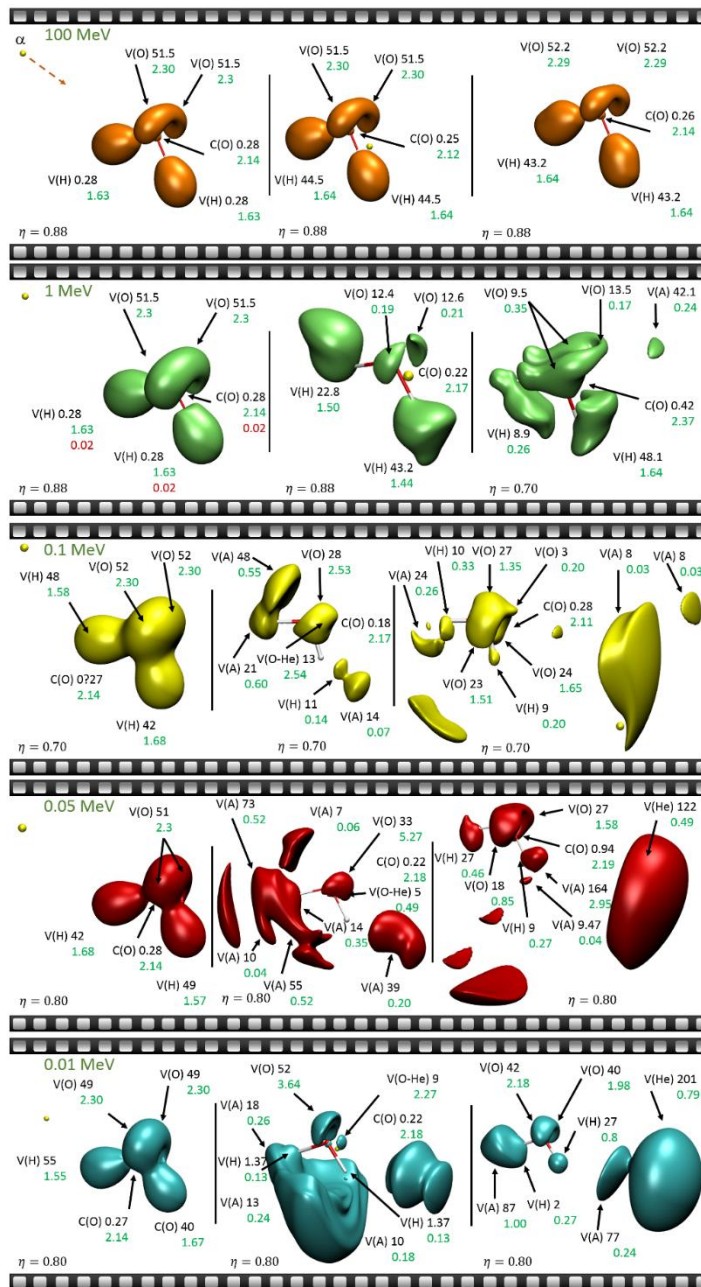 100 MeV
α
V(O) 51.5
2.30
V(O) 51.5
2.3
C(O) 0.28
2.14
V(H) 0.28
1.63
V(H) 0.28
1.63
η = 0.88
V(O) 51.5
2.30
V(O) 51.5
2.30
C(O) 0.25
2.12
V(H) 44.5
1.64
V(H) 44.5
1.64
η = 0.88
V(O) 52.2
2.29
V(O) 52.2
2.29
C(O) 0.26
2.14
V(H) 43.2
1.64
V(H) 43.2
1.64
η = 0.88
1 MeV
V(O) 51.5
2.3
V(O) 51.5
2.3
C(O) 0.28
2.14
0.02
V(H) 0.28
1.63
0.02
V(H) 0.28
1.63
0.02
η = 0.88
V(O) 12.4
0.19
V(O) 12.6
0.21
C(O) 0.22
2.17
V(H) 22.8
1.50
V(H) 43.2
1.44
η = 0.88
V(O) 9.5
0.35
V(O) 13.5
0.17
V(A) 42.1
0.24
C(O) 0.42
2.37
V(H) 8.9
0.26
V(H) 48.1
1.64
η = 0.70
0.1 MeV
V(O) 52
2.30
V(O) 52
2.30
V(H) 48
1.58
C(O) 0?27
2.14
V(H) 42
1.68
η = 0.70
V(A) 48
0.55
V(O) 28
2.53
C(O) 0.18
2.17
V(O-He) 13
2.54
V(A) 21
0.60
V(H) 11
0.14
V(A) 14
0.07
η = 0.70
V(H) 10
0.33
V(O) 27
1.35
V(O) 3
0.20
V(A) 24
0.26
C(O) 0.28
2.11
V(O) 24
1.65
V(O) 23
1.51
V(H) 9
0.20
V(A) 8
0.03
V(A) 8
0.03
η = 0.70
0.05 MeV
V(O) 51
2.3
V(H) 42
1.68
C(O) 0.28
2.14
V(H) 49
1.57
η = 0.80
V(A) 73
0.52
V(A) 7
0.06
V(O) 33
5.27
C(O) 0.22
2.18
V(O-He) 5
0.49
V(A) 14
0.35
V(A) 10
0.04
V(A) 55
0.52
V(A) 39
0.20
η = 0.80
V(O) 27
1.58
C(O) 0.94
2.19
V(H) 27
0.46
V(O) 18
0.85
V(A) 164
2.95
V(H) 9
0.27
V(A) 9.47
0.04
V(He) 122
0.49
η = 0.80
0.01 MeV
V(O) 49
2.30
V(O) 49
2.30
V(H) 55
1.55
C(O) 0.27
2.14
C(O) 40
1.67
η = 0.80
V(O) 52
3.64
V(O-He) 9
2.27
V(A) 18
0.26
C(O) 0.22
2.18
V(H) 1.37
0.13
V(A) 13
0.24
V(H) 1.37
0.13
V(A) 10
0.18
η = 0.80
V(O) 42
2.18
V(O) 40
1.98
V(He) 201
0.79
V(H) 27
0.8
V(A) 87
1.00
V(H) 2
0.27
V(A) 77
0.24
η = 0.80